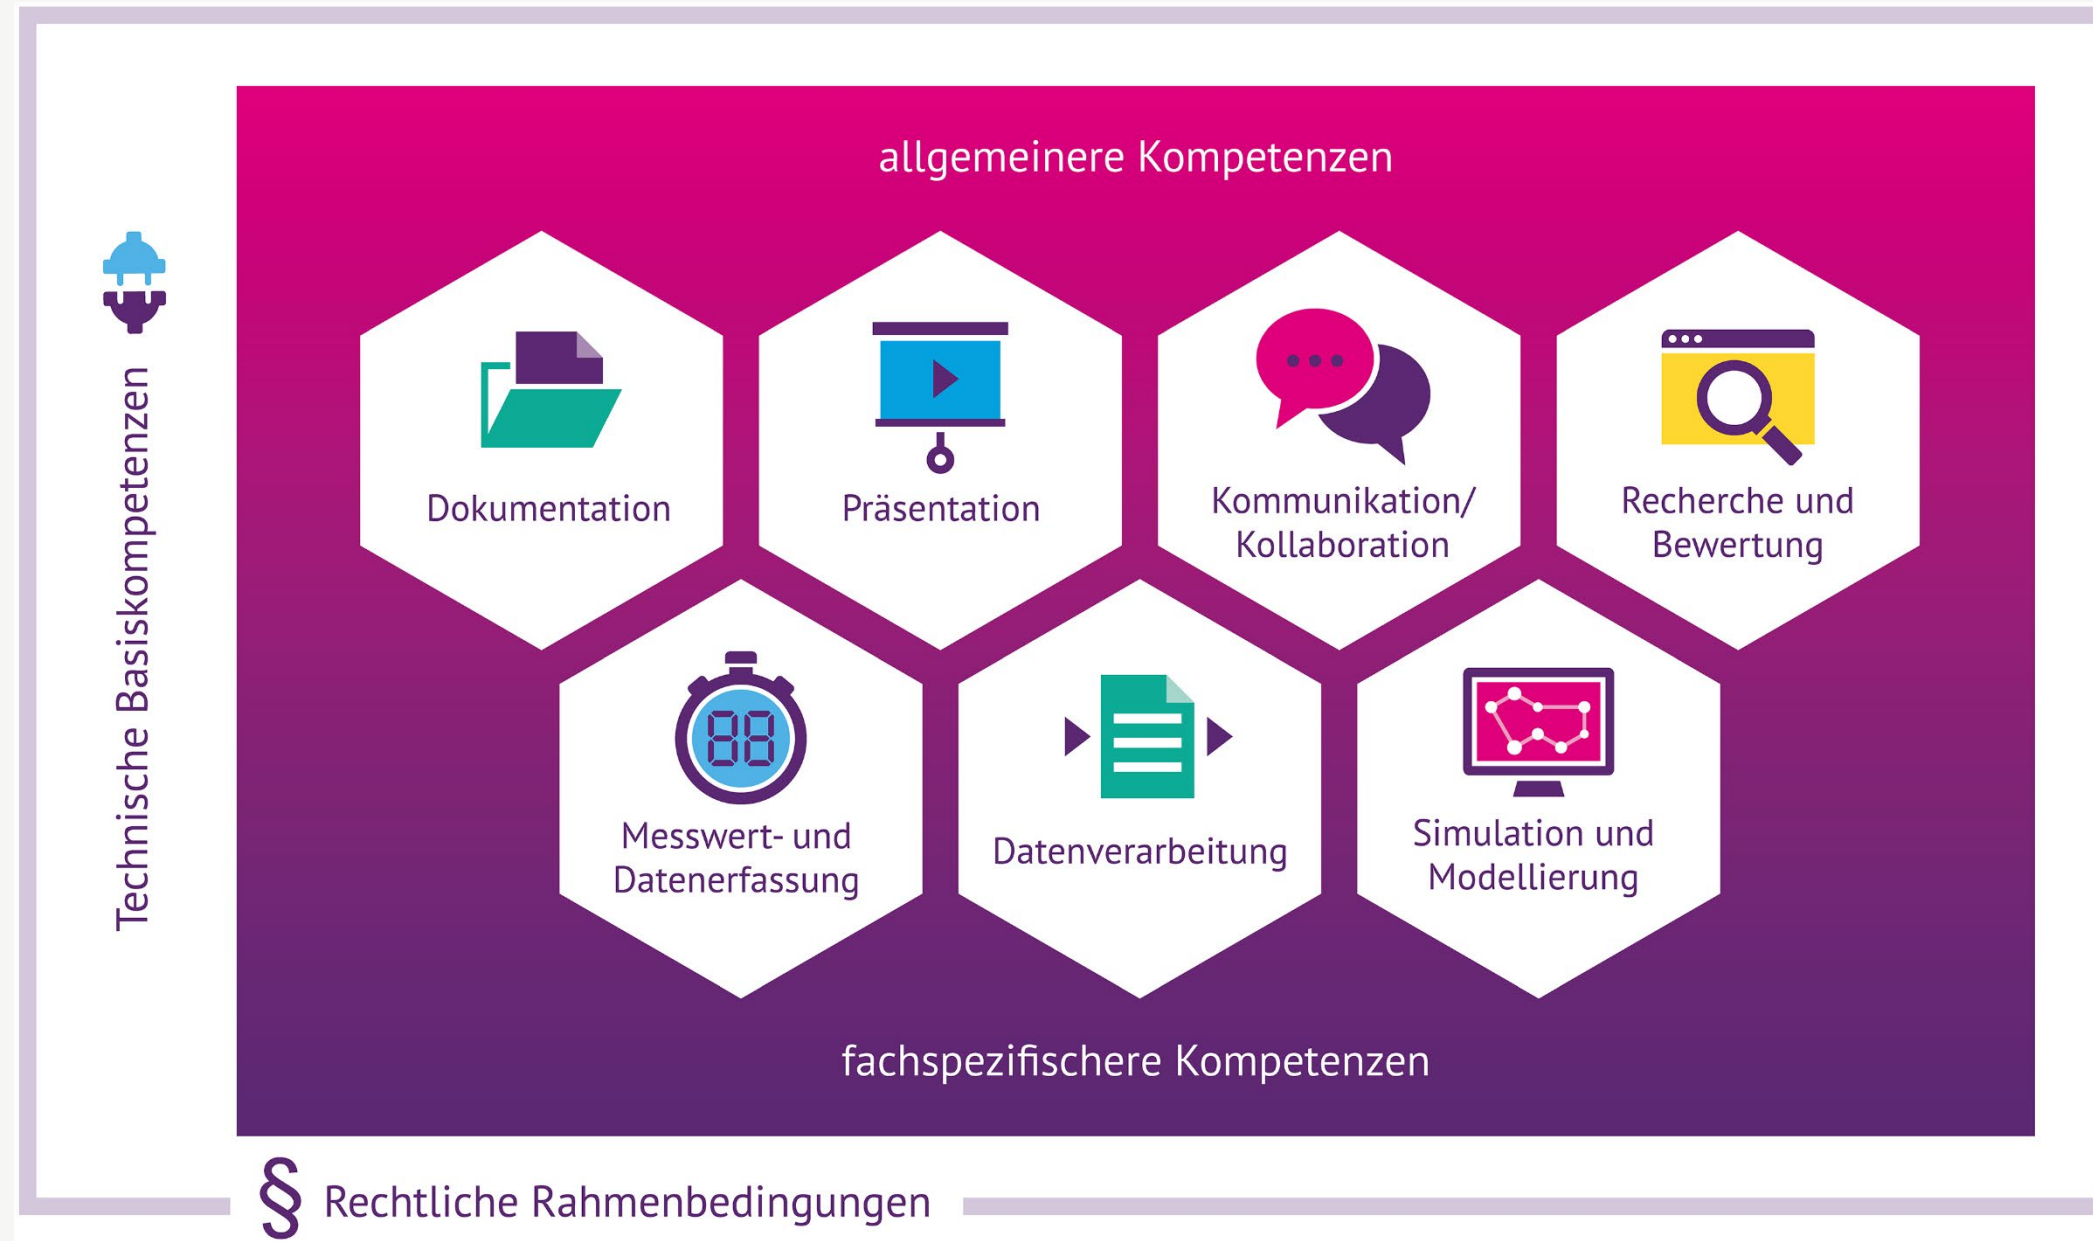 allgemeinere Kompetenzen
Technische Basiskompetenzen
Dokumentation
Präsentation
Kommunikation/
Kollaboration
Recherche und
Bewertung
88
Messwert- und
Datenerfassung
Datenverarbeitung
Simulation und
Modellierung
fachspezifischere Kompetenzen
§ Rechtliche Rahmenbedingungen